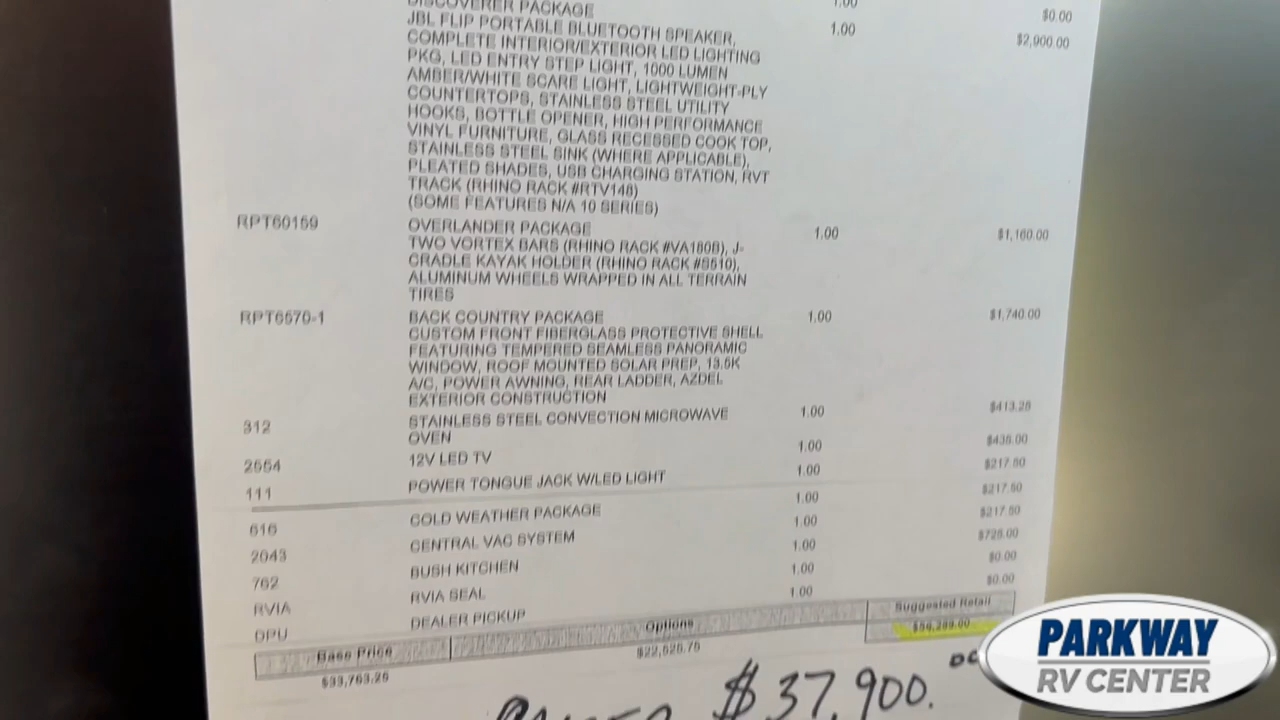 DISCOVERER PACKAGE 1.00 $0.00
JBL FLIP PORTABLE BLUETOOTH SPEAKER, 1.00 $2,900.00
COMPLETE INTERIOR/EXTERIOR LED LIGHTING
PKG, LED ENTRY STEP LIGHT, 1000 LUMEN
AMBER/WHITE SCARE LIGHT, LIGHTWEIGHT-PLY
COUNTERTOPS, STAINLESS STEEL UTILITY
HOOKS, BOTTLE OPENER, HIGH PERFORMANCE
VINYL FURNITURE, GLASS RECESSED COOK TOP,
STAINLESS STEEL SINK (WHERE APPLICABLE),
PLEATED SHADES, USB CHARGING STATION, RVT
TRACK (RHINO RACK #RTV148)
(SOME FEATURES N/A 10 SERIES)
RPT60159 OVERLANDER PACKAGE 1.00 $1,160.00
TWO VORTEX BARS (RHINO RACK #VA180B), J-
CRADLE KAYAK HOLDER (RHINO RACK #S510),
ALUMINUM WHEELS WRAPPED IN ALL TERRAIN
TIRES
RPT6570-1 BACK COUNTRY PACKAGE 1.00 $1,740.00
CUSTOM FRONT FIBERGLASS PROTECTIVE SHELL
FEATURING TEMPERED SEAMLESS PANORAMIC
WINDOW, ROOF MOUNTED SOLAR PREP, 13.5K
A/C, POWER AWNING, REAR LADDER, AZDEL
EXTERIOR CONSTRUCTION
312 STAINLESS STEEL CONVECTION MICROWAVE 1.00 $413.25
OVEN
2554 12V LED TV 1.00 $435.00
111 POWER TONGUE JACK W/LED LIGHT 1.00 $217.50
616 COLD WEATHER PACKAGE 1.00 $217.50
2043 CENTRAL VAC SYSTEM 1.00 $217.50
762 BUSH KITCHEN 1.00 $725.00
RVIA RVIA SEAL 1.00 $0.00
DPU DEALER PICKUP 1.00 $0.00
Base Price Options Suggested Retail
$33,763.25 $22,525.75
$37,900.
PARKWAY
RV CENTER